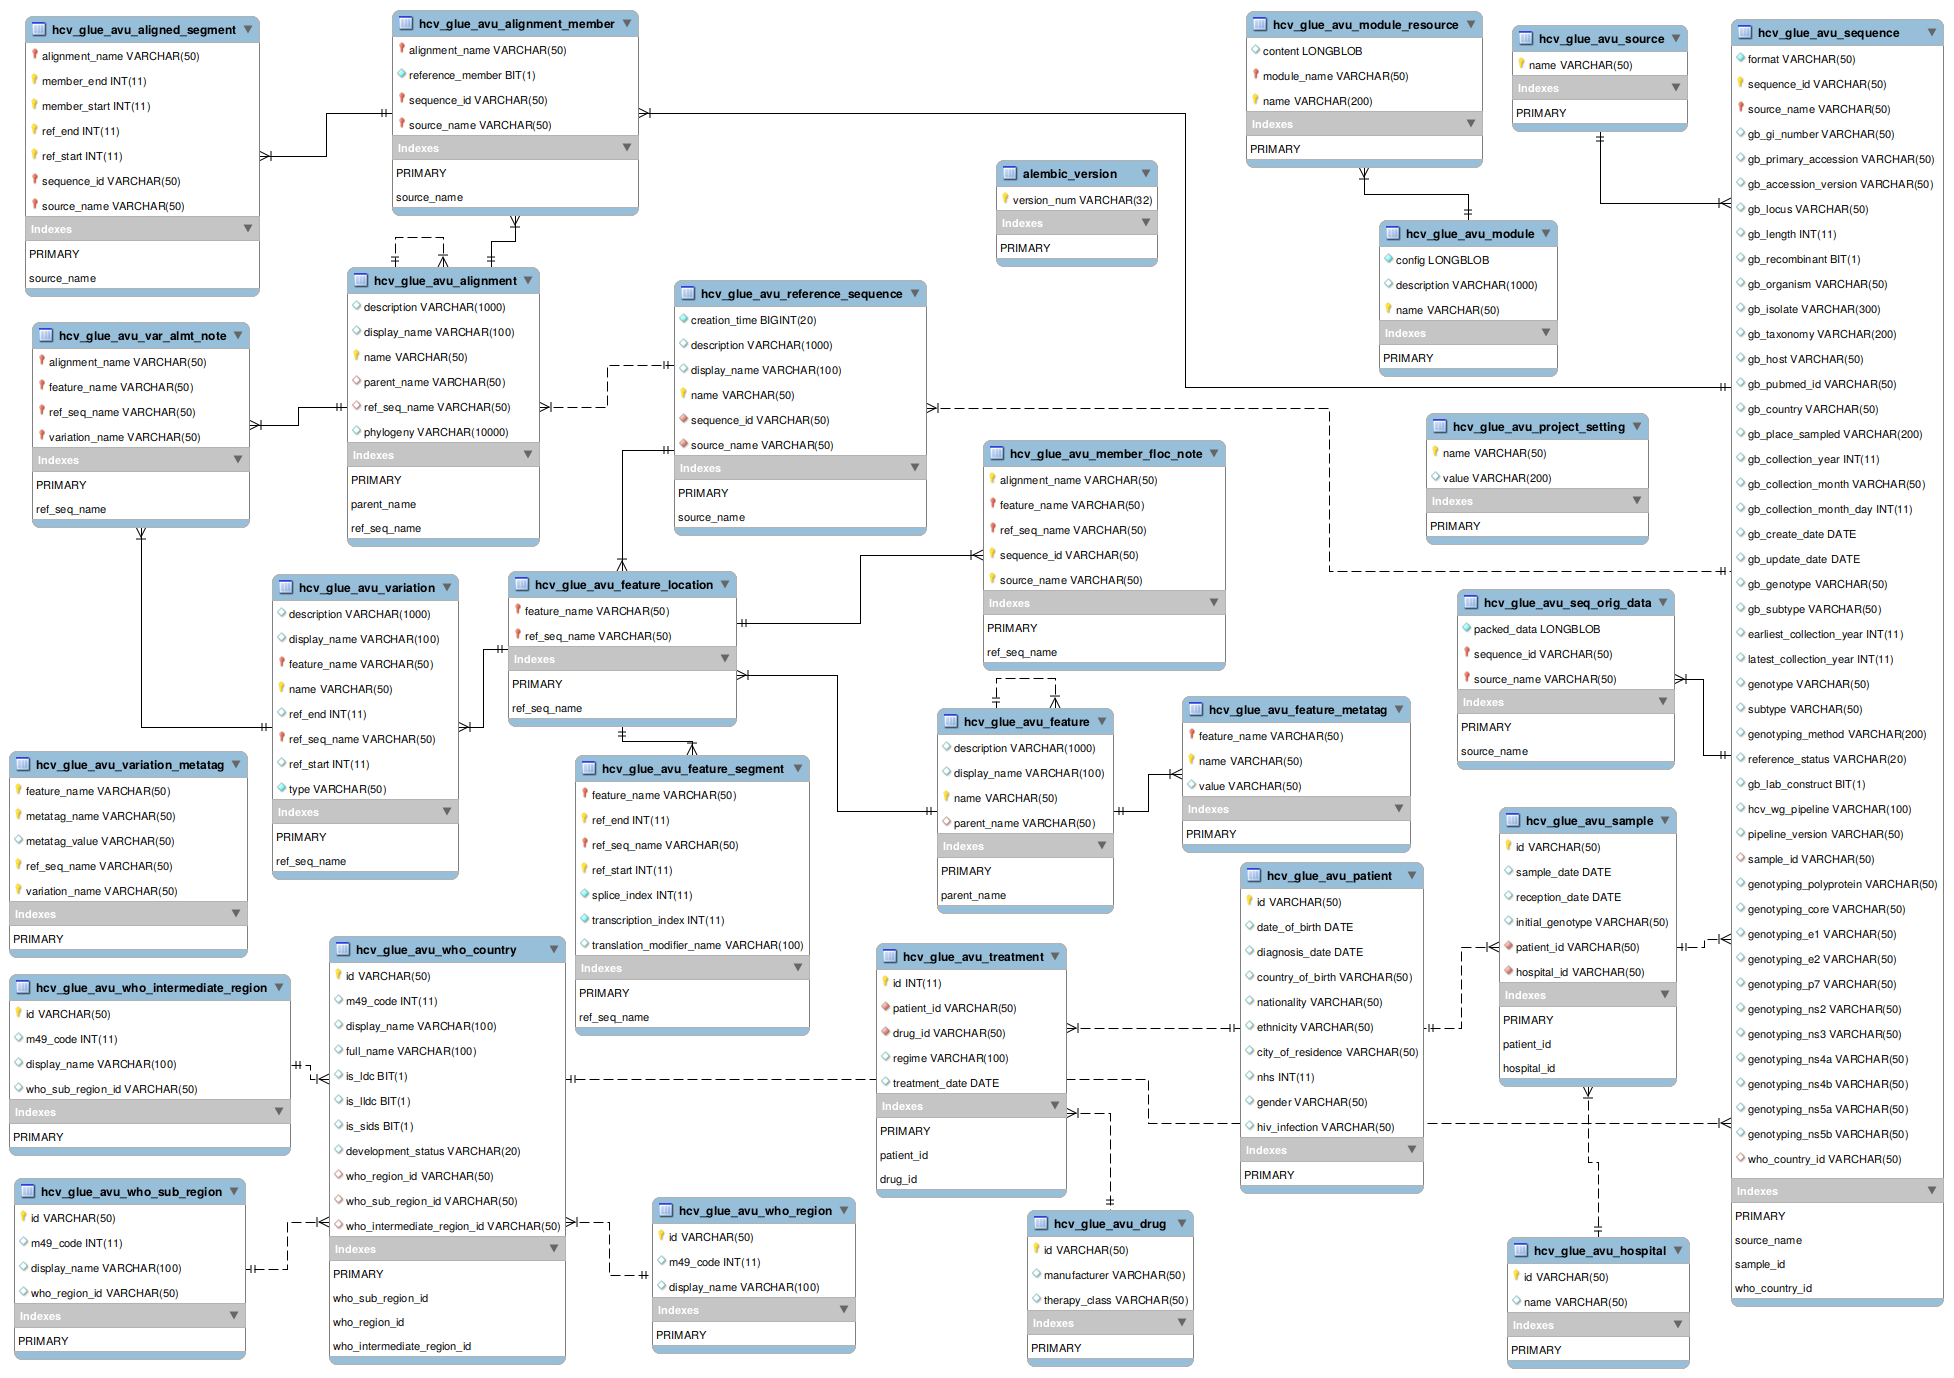 hcv_glue_avu_aligned_segment
alignment_name VARCHAR(50)
member_end INT(11)
member_start INT(11)
ref_end INT(11)
ref_start INT(11)
sequence_id VARCHAR(50)
source_name VARCHAR(50)
Indexes
PRIMARY
source_name
hcv_glue_avu_alignment_member
alignment_name VARCHAR(50)
reference_member BIT(1)
sequence_id VARCHAR(50)
source_name VARCHAR(50)
Indexes
PRIMARY
source_name
hcv_glue_avu_module_resource
content LONGBLOB
module_name VARCHAR(50)
name VARCHAR(200)
Indexes
PRIMARY
hcv_glue_avu_source
name VARCHAR(50)
Indexes
PRIMARY
hcv_glue_avu_sequence
format VARCHAR(50)
sequence_id VARCHAR(50)
source_name VARCHAR(50)
gb_gi_number VARCHAR(50)
gb_primary_accession VARCHAR(50)
gb_accession_version VARCHAR(50)
gb_locus VARCHAR(50)
gb_length INT(11)
gb_recombinant BIT(1)
gb_organism VARCHAR(50)
gb_isolate VARCHAR(300)
gb_taxonomy VARCHAR(200)
gb_host VARCHAR(50)
gb_pubmed_id VARCHAR(50)
gb_country VARCHAR(50)
gb_place_sampled VARCHAR(200)
gb_collection_year INT(11)
gb_collection_month VARCHAR(50)
gb_collection_month_day INT(11)
gb_create_date DATE
gb_update_date DATE
gb_genotype VARCHAR(50)
gb_subtype VARCHAR(50)
earliest_collection_year INT(11)
latest_collection_year INT(11)
genotype VARCHAR(50)
subtype VARCHAR(50)
genotyping_method VARCHAR(200)
reference_status VARCHAR(20)
gb_lab_construct BIT(1)
hcv_wg_pipeline VARCHAR(100)
pipeline_version VARCHAR(50)
sample_id VARCHAR(50)
genotyping_polyprotein VARCHAR(50)
genotyping_core VARCHAR(50)
genotyping_e1 VARCHAR(50)
genotyping_e2 VARCHAR(50)
genotyping_p7 VARCHAR(50)
genotyping_ns2 VARCHAR(50)
genotyping_ns3 VARCHAR(50)
genotyping_ns4a VARCHAR(50)
genotyping_ns4b VARCHAR(50)
genotyping_ns5a VARCHAR(50)
genotyping_ns5b VARCHAR(50)
who_country_id VARCHAR(50)
Indexes
PRIMARY
source_name
sample_id
who_country_id
alembic_version
version_num VARCHAR(32)
Indexes
PRIMARY
hcv_glue_avu_module
config LONGBLOB
description VARCHAR(1000)
name VARCHAR(50)
Indexes
PRIMARY
hcv_glue_avu_alignment
description VARCHAR(1000)
display_name VARCHAR(100)
name VARCHAR(50)
parent_name VARCHAR(50)
ref_seq_name VARCHAR(50)
phylogeny VARCHAR(10000)
Indexes
PRIMARY
parent_name
ref_seq_name
hcv_glue_avu_reference_sequence
creation_time BIGINT(20)
description VARCHAR(1000)
display_name VARCHAR(100)
name VARCHAR(50)
sequence_id VARCHAR(50)
source_name VARCHAR(50)
Indexes
PRIMARY
source_name
hcv_glue_avu_var_almt_note
alignment_name VARCHAR(50)
feature_name VARCHAR(50)
ref_seq_name VARCHAR(50)
variation_name VARCHAR(50)
Indexes
PRIMARY
ref_seq_name
hcv_glue_avu_member_floc_note
alignment_name VARCHAR(50)
feature_name VARCHAR(50)
ref_seq_name VARCHAR(50)
sequence_id VARCHAR(50)
source_name VARCHAR(50)
Indexes
PRIMARY
ref_seq_name
hcv_glue_avu_project_setting
name VARCHAR(50)
value VARCHAR(200)
Indexes
PRIMARY
hcv_glue_avu_variation
description VARCHAR(1000)
display_name VARCHAR(100)
feature_name VARCHAR(50)
name VARCHAR(50)
ref_end INT(11)
ref_seq_name VARCHAR(50)
ref_start INT(11)
type VARCHAR(50)
Indexes
PRIMARY
ref_seq_name
hcv_glue_avu_feature_location
feature_name VARCHAR(50)
ref_seq_name VARCHAR(50)
Indexes
PRIMARY
ref_seq_name
hcv_glue_avu_seq_orig_data
packed_data LONGBLOB
sequence_id VARCHAR(50)
source_name VARCHAR(50)
Indexes
PRIMARY
source_name
hcv_glue_avu_variation_metatag
feature_name VARCHAR(50)
metatag_name VARCHAR(50)
metatag_value VARCHAR(50)
ref_seq_name VARCHAR(50)
variation_name VARCHAR(50)
Indexes
PRIMARY
hcv_glue_avu_feature_segment
feature_name VARCHAR(50)
ref_end INT(11)
ref_seq_name VARCHAR(50)
ref_start INT(11)
splice_index INT(11)
transcription_index INT(11)
translation_modifier_name VARCHAR(100)
Indexes
PRIMARY
ref_seq_name
hcv_glue_avu_feature
description VARCHAR(1000)
display_name VARCHAR(100)
name VARCHAR(50)
parent_name VARCHAR(50)
Indexes
PRIMARY
parent_name
hcv_glue_avu_feature_metatag
feature_name VARCHAR(50)
name VARCHAR(50)
value VARCHAR(50)
Indexes
PRIMARY
hcv_glue_avu_sample
id VARCHAR(50)
sample_date DATE
reception_date DATE
initial_genotype VARCHAR(50)
patient_id VARCHAR(50)
hospital_id VARCHAR(50)
Indexes
PRIMARY
patient_id
hospital_id
hcv_glue_avu_patient
id VARCHAR(50)
date_of_birth DATE
diagnosis_date DATE
country_of_birth VARCHAR(50)
nationality VARCHAR(50)
ethnicity VARCHAR(50)
city_of_residence VARCHAR(50)
nhs INT(11)
gender VARCHAR(50)
hiv_infection VARCHAR(50)
Indexes
PRIMARY
hcv_glue_avu_who_country
id VARCHAR(50)
m49_code INT(11)
display_name VARCHAR(100)
full_name VARCHAR(100)
is_ldc BIT(1)
is_lldc BIT(1)
is_sids BIT(1)
development_status VARCHAR(20)
who_region_id VARCHAR(50)
who_sub_region_id VARCHAR(50)
who_intermediate_region_id VARCHAR(50)
Indexes
PRIMARY
who_sub_region_id
who_region_id
who_intermediate_region_id
hcv_glue_avu_treatment
id INT(11)
patient_id VARCHAR(50)
drug_id VARCHAR(50)
regime VARCHAR(100)
treatment_date DATE
Indexes
PRIMARY
patient_id
drug_id
hcv_glue_avu_who_intermediate_region
id VARCHAR(50)
m49_code INT(11)
display_name VARCHAR(100)
who_sub_region_id VARCHAR(50)
Indexes
PRIMARY
hcv_glue_avu_who_sub_region
id VARCHAR(50)
m49_code INT(11)
display_name VARCHAR(100)
who_region_id VARCHAR(50)
Indexes
PRIMARY
hcv_glue_avu_who_region
id VARCHAR(50)
m49_code INT(11)
display_name VARCHAR(100)
Indexes
PRIMARY
hcv_glue_avu_drug
id VARCHAR(50)
manufacturer VARCHAR(50)
therapy_class VARCHAR(50)
Indexes
PRIMARY
hcv_glue_avu_hospital
id VARCHAR(50)
name VARCHAR(50)
Indexes
PRIMARY